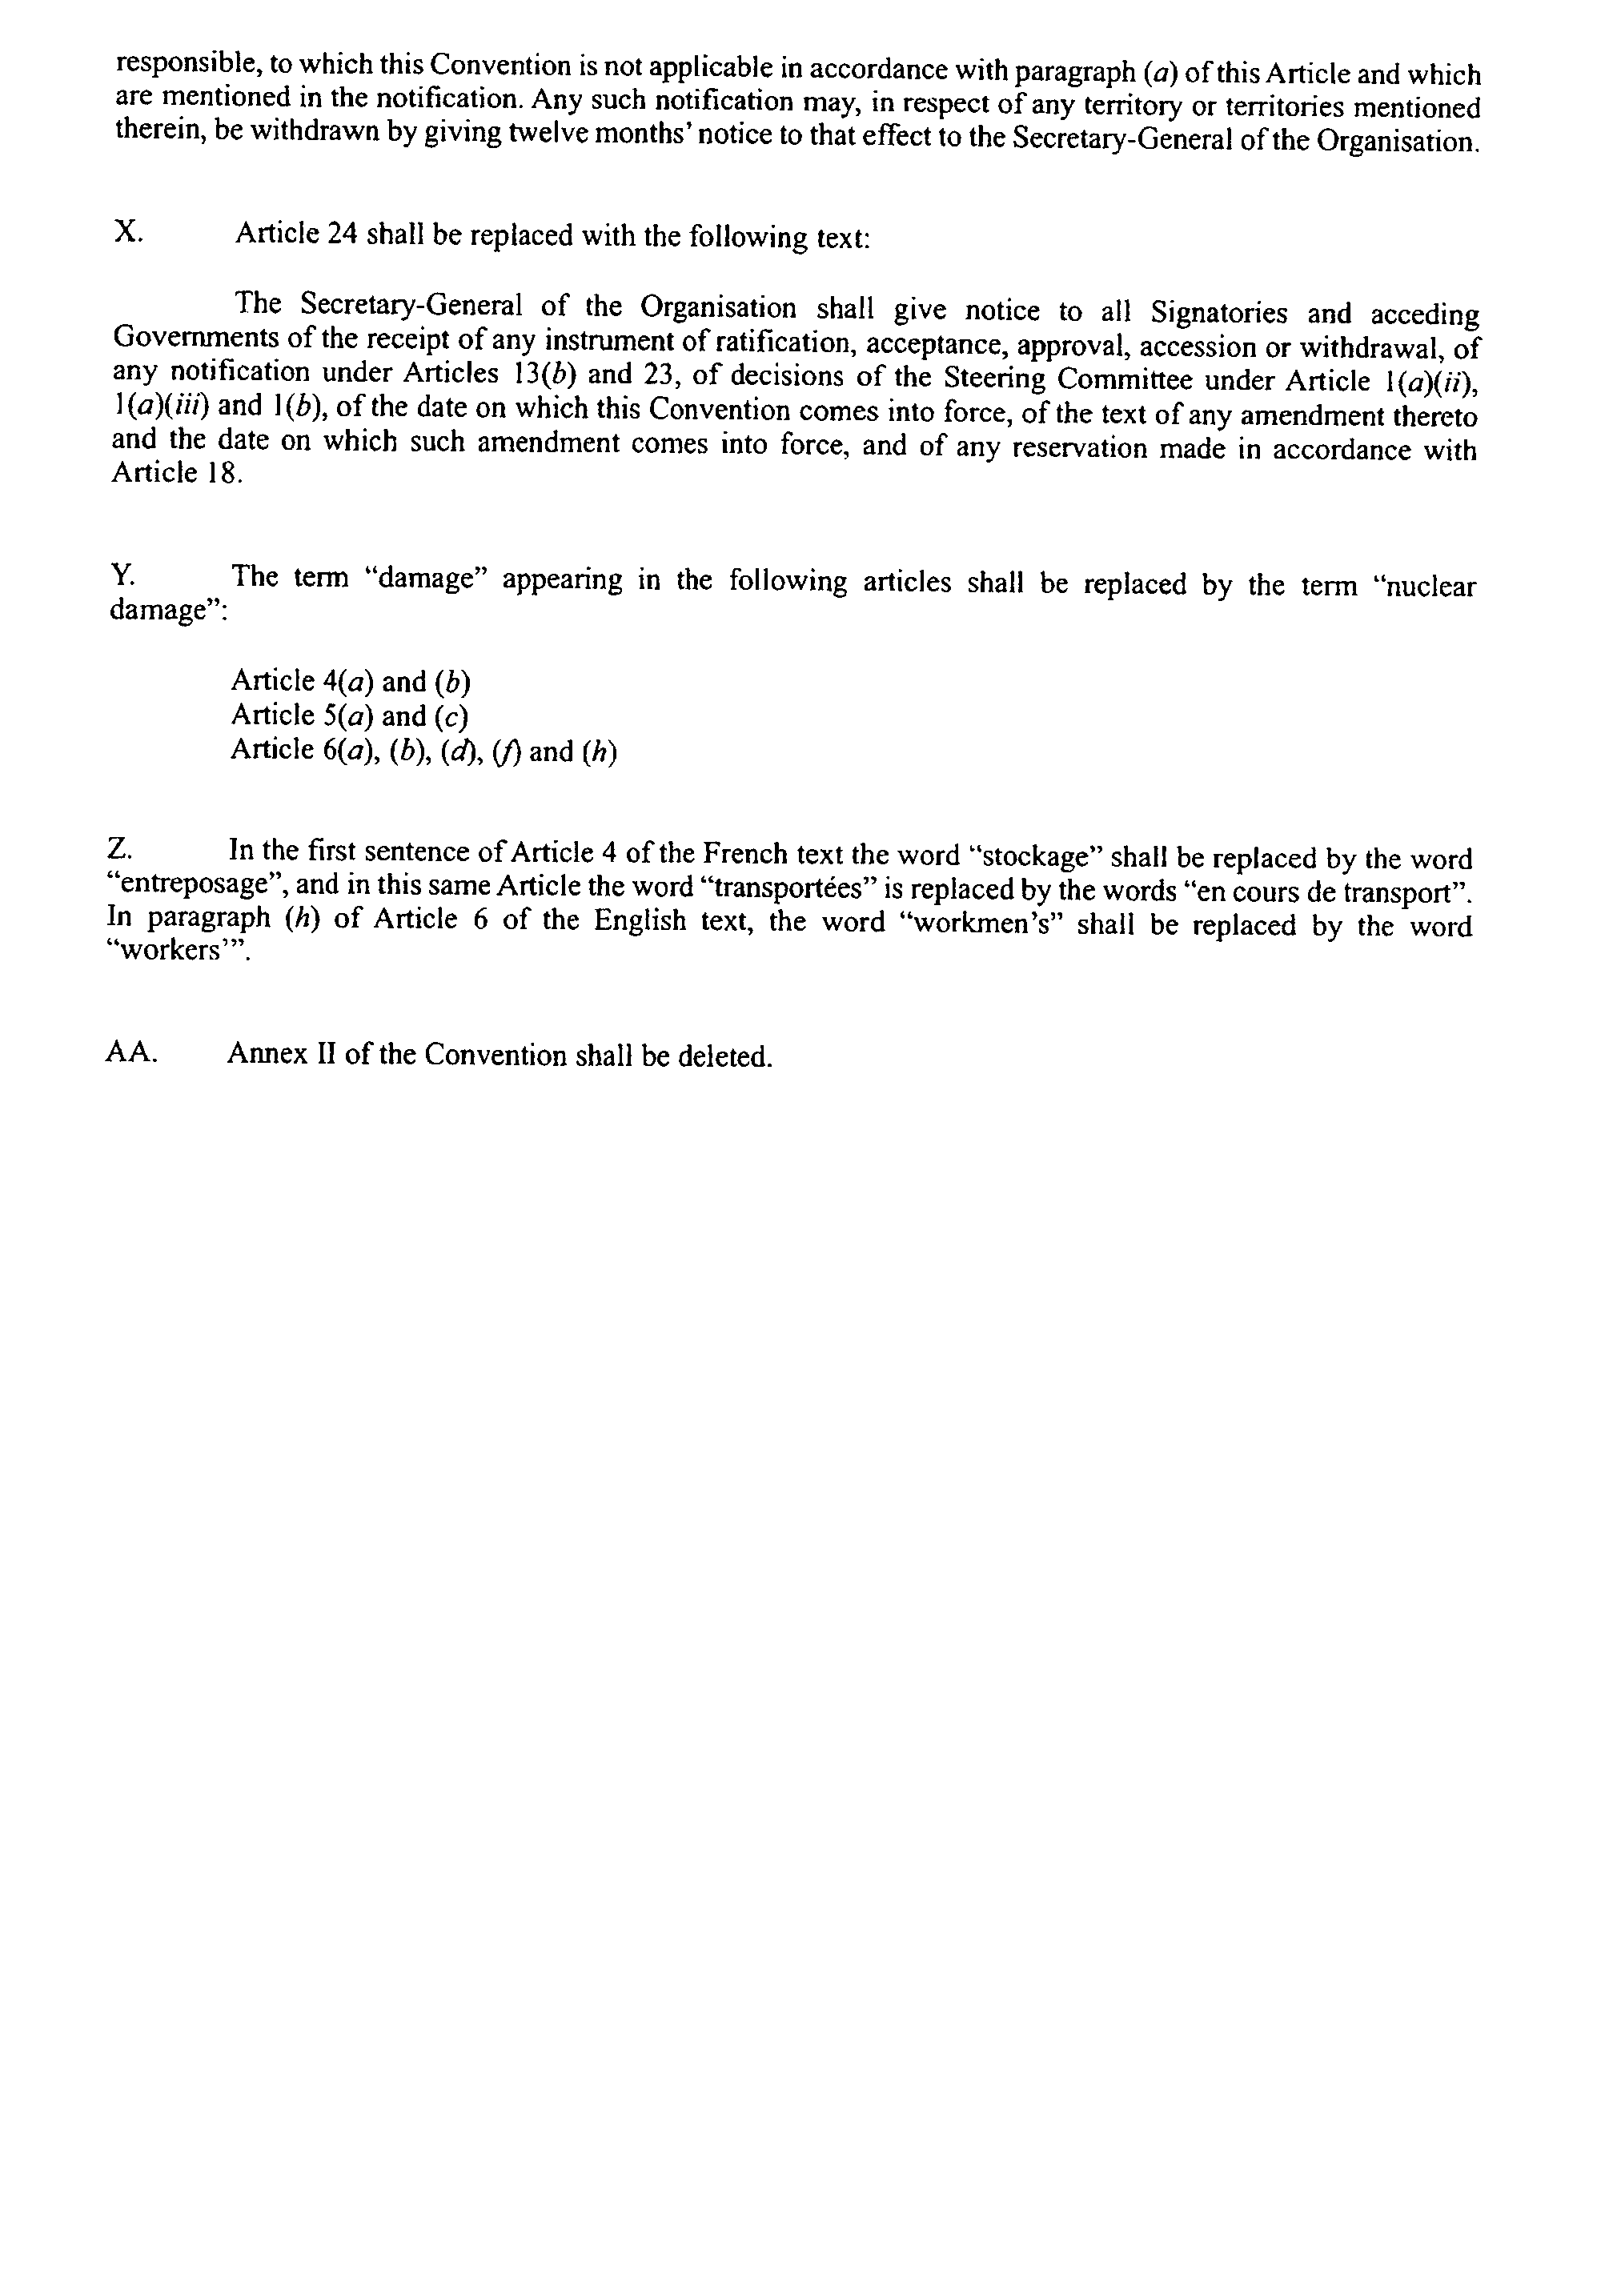 responsible, to which this Convention is not applicable in accordance with paragraph (a) of this Article and which
are mentioned in the notification. Any such notification may, in respect of any territory or territories mentioned
therein, be withdrawn by giving twelve months’ notice to that effect to the Secretary-General of the Organisation.
X. Article 24 shall be replaced with the following text:
The Secretary-General of the Organisation shall give notice to all Signatories and acceding
Governments of the receipt of any instrument of ratification, acceptance, approval, accession or withdrawal, of
any notification under Articles 13(b) and 23, of decisions of the Steering Committee under Article 1(a)(ii),
1(a)(iii) and 1(b), of the date on which this Convention comes into force, of the text of any amendment thereto
and the date on which such amendment comes into force, and of any reservation made in accordance with
Article 18.
Y. The term “damage” appearing in the following articles shall be replaced by the term “nuclear
damage”:
Article 4(a) and (b)
Article 5(a) and (c)
Article 6(a), (b), (d), (f) and (h)
Z. In the first sentence of Article 4 of the French text the word “stockage” shall be replaced by the word
“entreposage”, and in this same Article the word “transportées” is replaced by the words “en cours de transport”.
In paragraph (h) of Article 6 of the English text, the word “workmen’s” shall be replaced by the word
“workers’”.
AA. Annex II of the Convention shall be deleted.